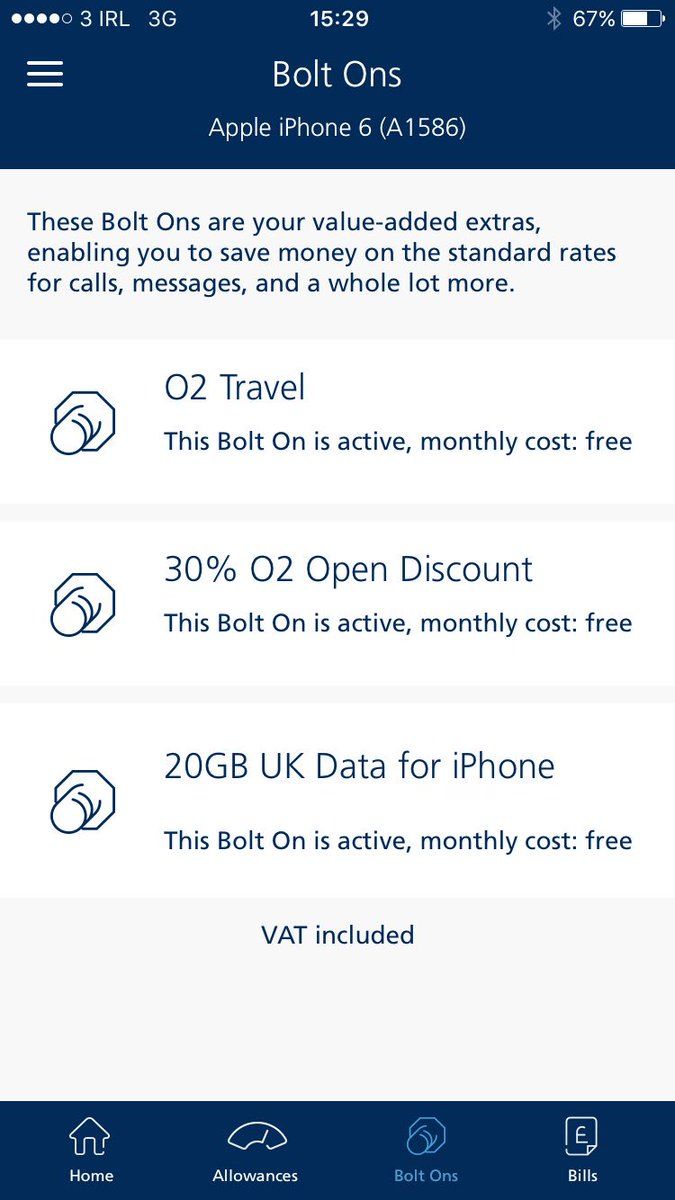 3 IRL 3G 15:29 67%
Bolt Ons
Apple iPhone 6 (A1586)
These Bolt Ons are your value-added extras,
enabling you to save money on the standard rates
for calls, messages, and a whole lot more.
O2 Travel
This Bolt On is active, monthly cost: free
30% O2 Open Discount
This Bolt On is active, monthly cost: free
20GB UK Data for iPhone
This Bolt On is active, monthly cost: free
VAT included
£
Home Allowances Bolt Ons Bills